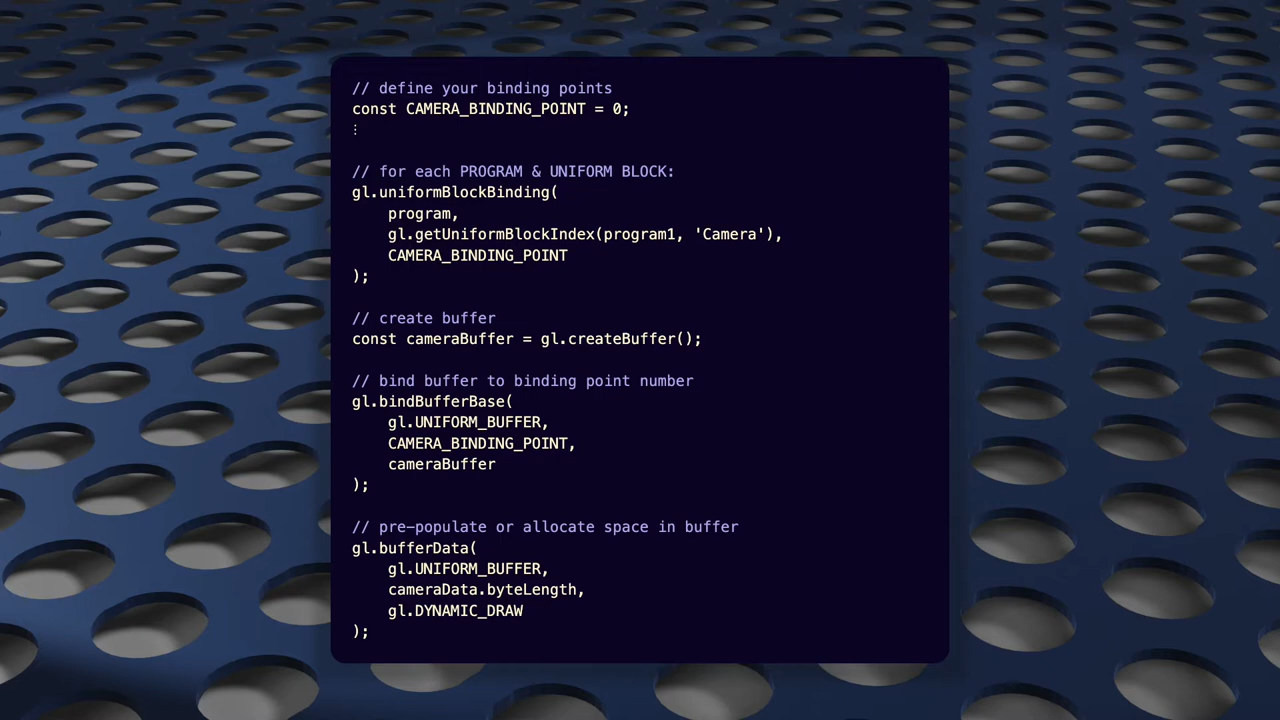 // define your binding points
const CAMERA_BINDING_POINT = 0;
⋮
// for each PROGRAM & UNIFORM BLOCK:
gl.uniformBlockBinding(
    program,
    gl.getUniformBlockIndex(program1, 'Camera'),
    CAMERA_BINDING_POINT
);
// create buffer
const cameraBuffer = gl.createBuffer();
// bind buffer to binding point number
gl.bindBufferBase(
    gl.UNIFORM_BUFFER,
    CAMERA_BINDING_POINT,
    cameraBuffer
);
// pre-populate or allocate space in buffer
gl.bufferData(
    gl.UNIFORM_BUFFER,
    cameraData.byteLength,
    gl.DYNAMIC_DRAW
);